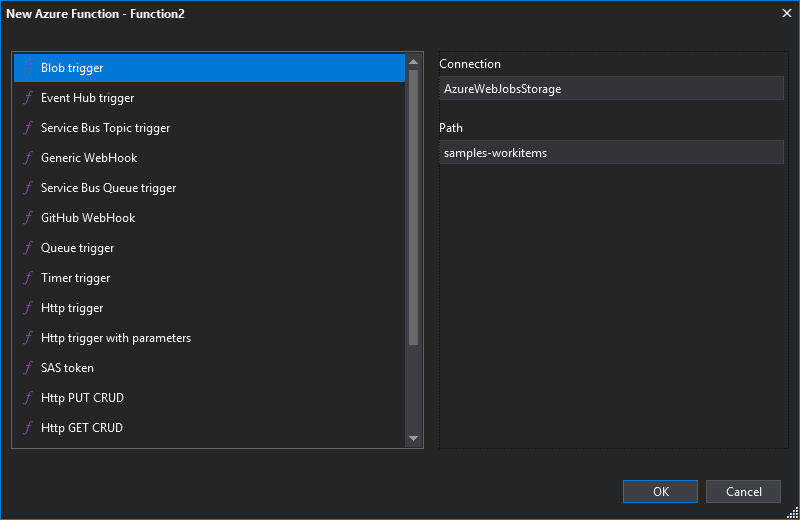 New Azure Function - Function2
Blob trigger
Event Hub trigger
Service Bus Topic trigger
Generic WebHook
Service Bus Queue trigger
GitHub WebHook
Queue trigger
Timer trigger
Http trigger
Http trigger with parameters
SAS token
Http PUT CRUD
Http GET CRUD
Connection
AzureWebJobsStorage
Path
samples-workitems
OK
Cancel